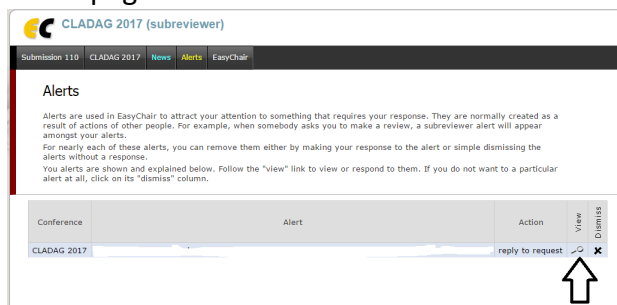 CLADAG 2017 (subreviewer)
Submission 110 CLADAG 2017 News Alerts EasyChair
Alerts
Alerts are used in EasyChair to attract your attention to something that requires your response. They are normally created as a
result of actions of other people. For example, when somebody asks you to make a review, a subreviewer alert will appear
amongst your alerts.
For nearly each of these alerts, you can remove them either by making your response to the alert or simple dismissing the
alerts without a response.
You alerts are shown and explained below. Follow the "view" link to view or respond to them. If you do not want to a particular
alert at all, click on its "dismiss" column.
Conference Alert Action View Dismiss
CLADAG 2017 reply to request